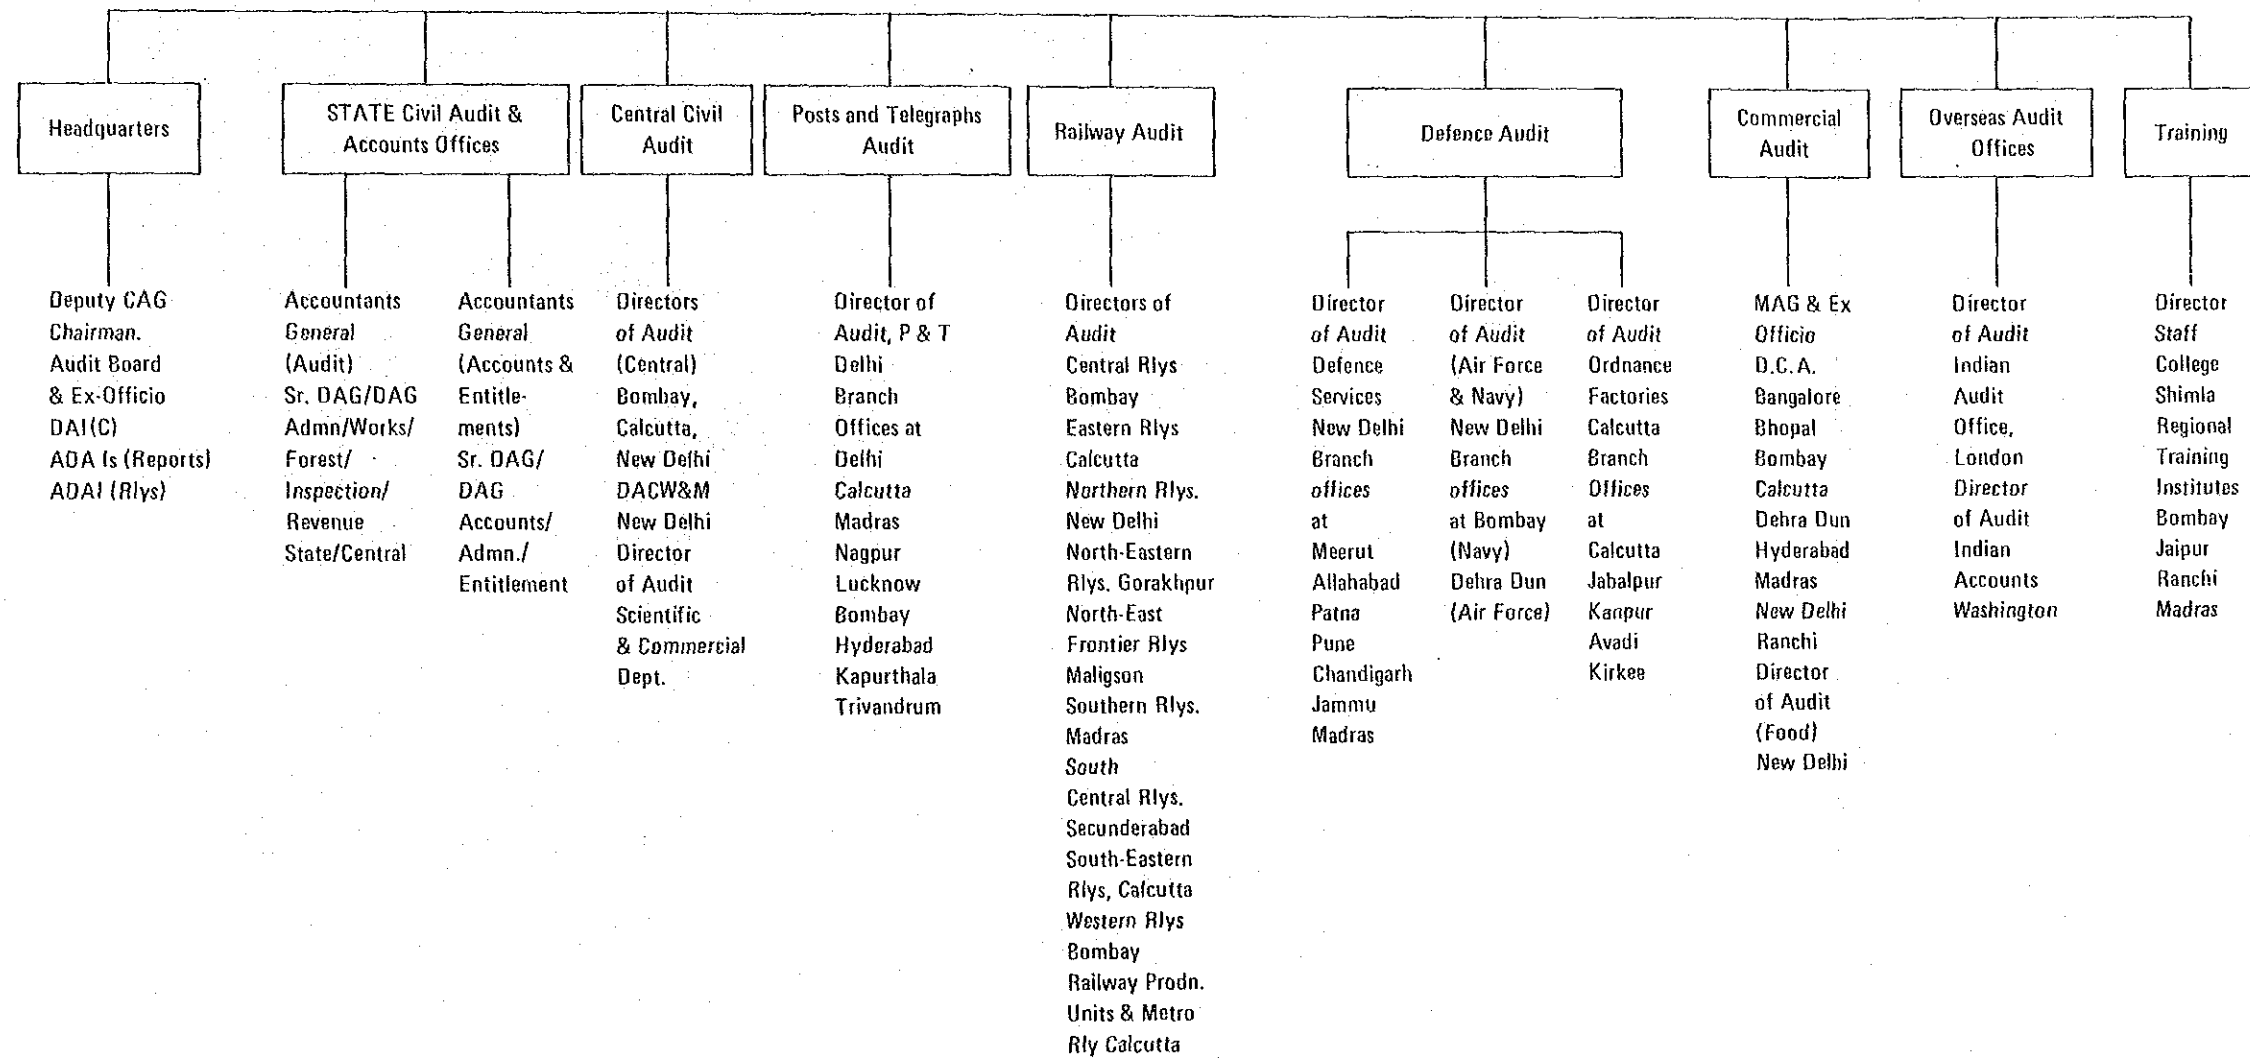 Headquarters
STATE Civil Audit &
Accounts Offices
Central Civil
Audit
Posts and Telegraphs
Audit
Railway Audit
Defence Audit
Commercial
Audit
Overseas Audit
Offices
Training
Deputy CAG
Chairman.
Audit Board
& Ex-Officio
DAI(C)
ADA Is (Reports)
ADAI (Rlys)
Accountants
General
(Audit)
Sr. DAG/DAG
Admn/Works/
Forest/
Inspection/
Revenue
State/Central
Accountants
General
(Accounts &
Entitle-
ments)
Sr. DAG/
DAG
Accounts/
Admn./
Entitlement
Directors
of Audit
(Central)
Bombay,
Calcutta,
New Delhi
DACW&M
New Delhi
Director
of Audit
Scientific
& Commercial
Dept.
Director of
Audit, P & T
Delhi
Branch
Offices at
Delhi
Calcutta
Madras
Nagpur
Lucknow
Bombay
Hyderabad
Kapurthala
Trivandrum
Directors of
Audit
Central Rlys
Bombay
Eastern Rlys
Calcutta
Northern Rlys.
New Delhi
North-Eastern
Rlys. Gorakhpur
North-East
Frontier Rlys
Maligson
Southern Rlys.
Madras
South
Central Rlys.
Secunderabad
South-Eastern
Rlys, Calcutta
Western Rlys
Bombay
Railway Prodn.
Units & Metro
Rly Calcutta
Director
of Audit
Defence
Services
New Delhi
Branch
offices
at
Meerut
Allahabad
Patna
Pune
Chandigarh
Jammu
Madras
Director
of Audit
(Air Force
& Navy)
New Delhi
Branch
offices
at Bombay
(Navy)
Dehra Dun
(Air Force)
Director
of Audit
Ordnance
Factories
Calcutta
Branch
Offices
at
Calcutta
Jabalpur
Kanpur
Avadi
Kirkee
MAG & Ex
Officio
D.C.A.
Bangalore
Bhopal
Bombay
Calcutta
Dehra Dun
Hyderabad
Madras
New Delhi
Ranchi
Director
of Audit
(Food)
New Delhi
Director
of Audit
Indian
Audit
Office,
London
Director
of Audit
Indian
Accounts
Washington
Director
Staff
College
Shimla
Regional
Training
Institutes
Bombay
Jaipur
Ranchi
Madras